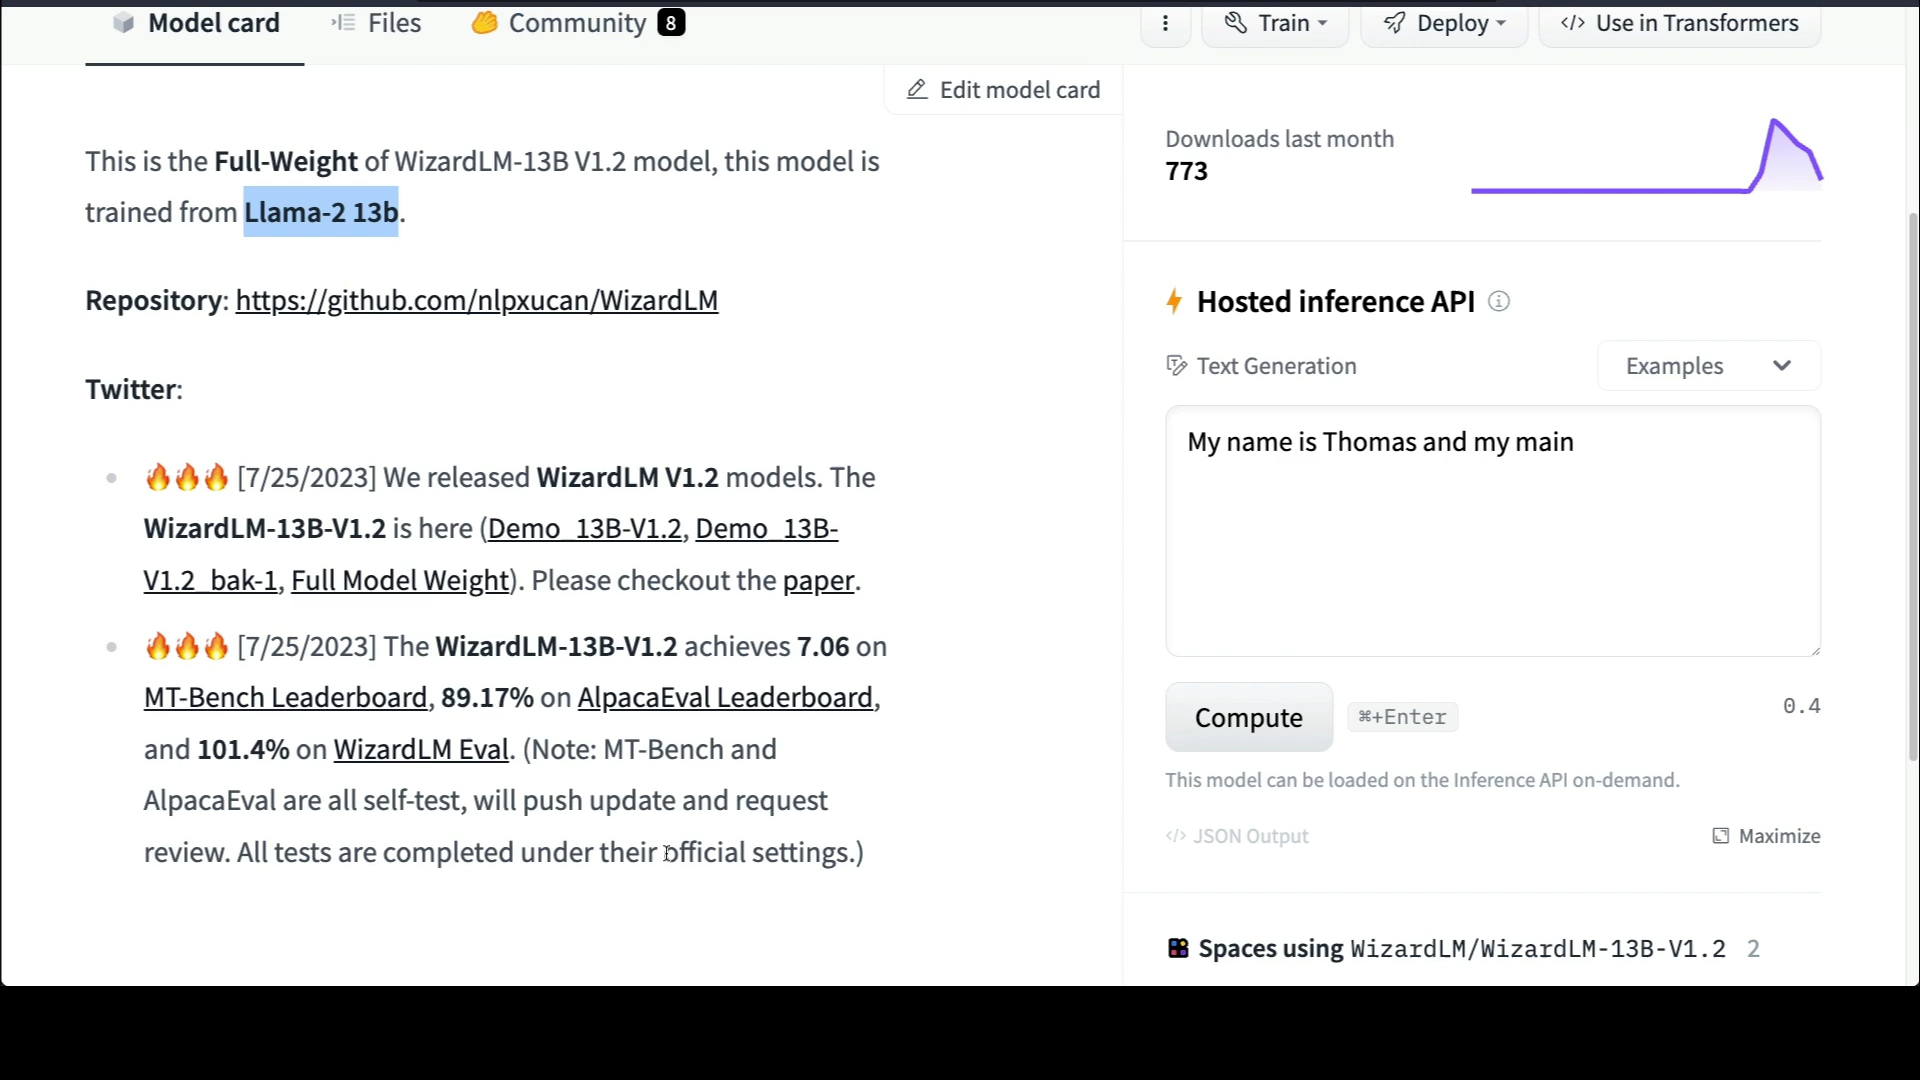 Model card Files Community 8 Train Deploy </> Use in Transformers
Edit model card
This is the Full-Weight of WizardLM-13B V1.2 model, this model is
trained from Llama-2 13b.
Repository: https://github.com/nlpxucan/WizardLM
Twitter:
[7/25/2023] We released WizardLM V1.2 models. The
WizardLM-13B-V1.2 is here (Demo_13B-V1.2, Demo_13B-
V1.2_bak-1, Full Model Weight). Please checkout the paper.
[7/25/2023] The WizardLM-13B-V1.2 achieves 7.06 on
MT-Bench Leaderboard, 89.17% on AlpacaEval Leaderboard,
and 101.4% on WizardLM Eval. (Note: MT-Bench and
AlpacaEval are all self-test, will push update and request
review. All tests are completed under their official settings.)
Downloads last month
773
Hosted inference API
Text Generation Examples
My name is Thomas and my main
Compute ⌘+Enter 0.4
This model can be loaded on the Inference API on-demand.
</> JSON Output Maximize
Spaces using WizardLM/WizardLM-13B-V1.2 2